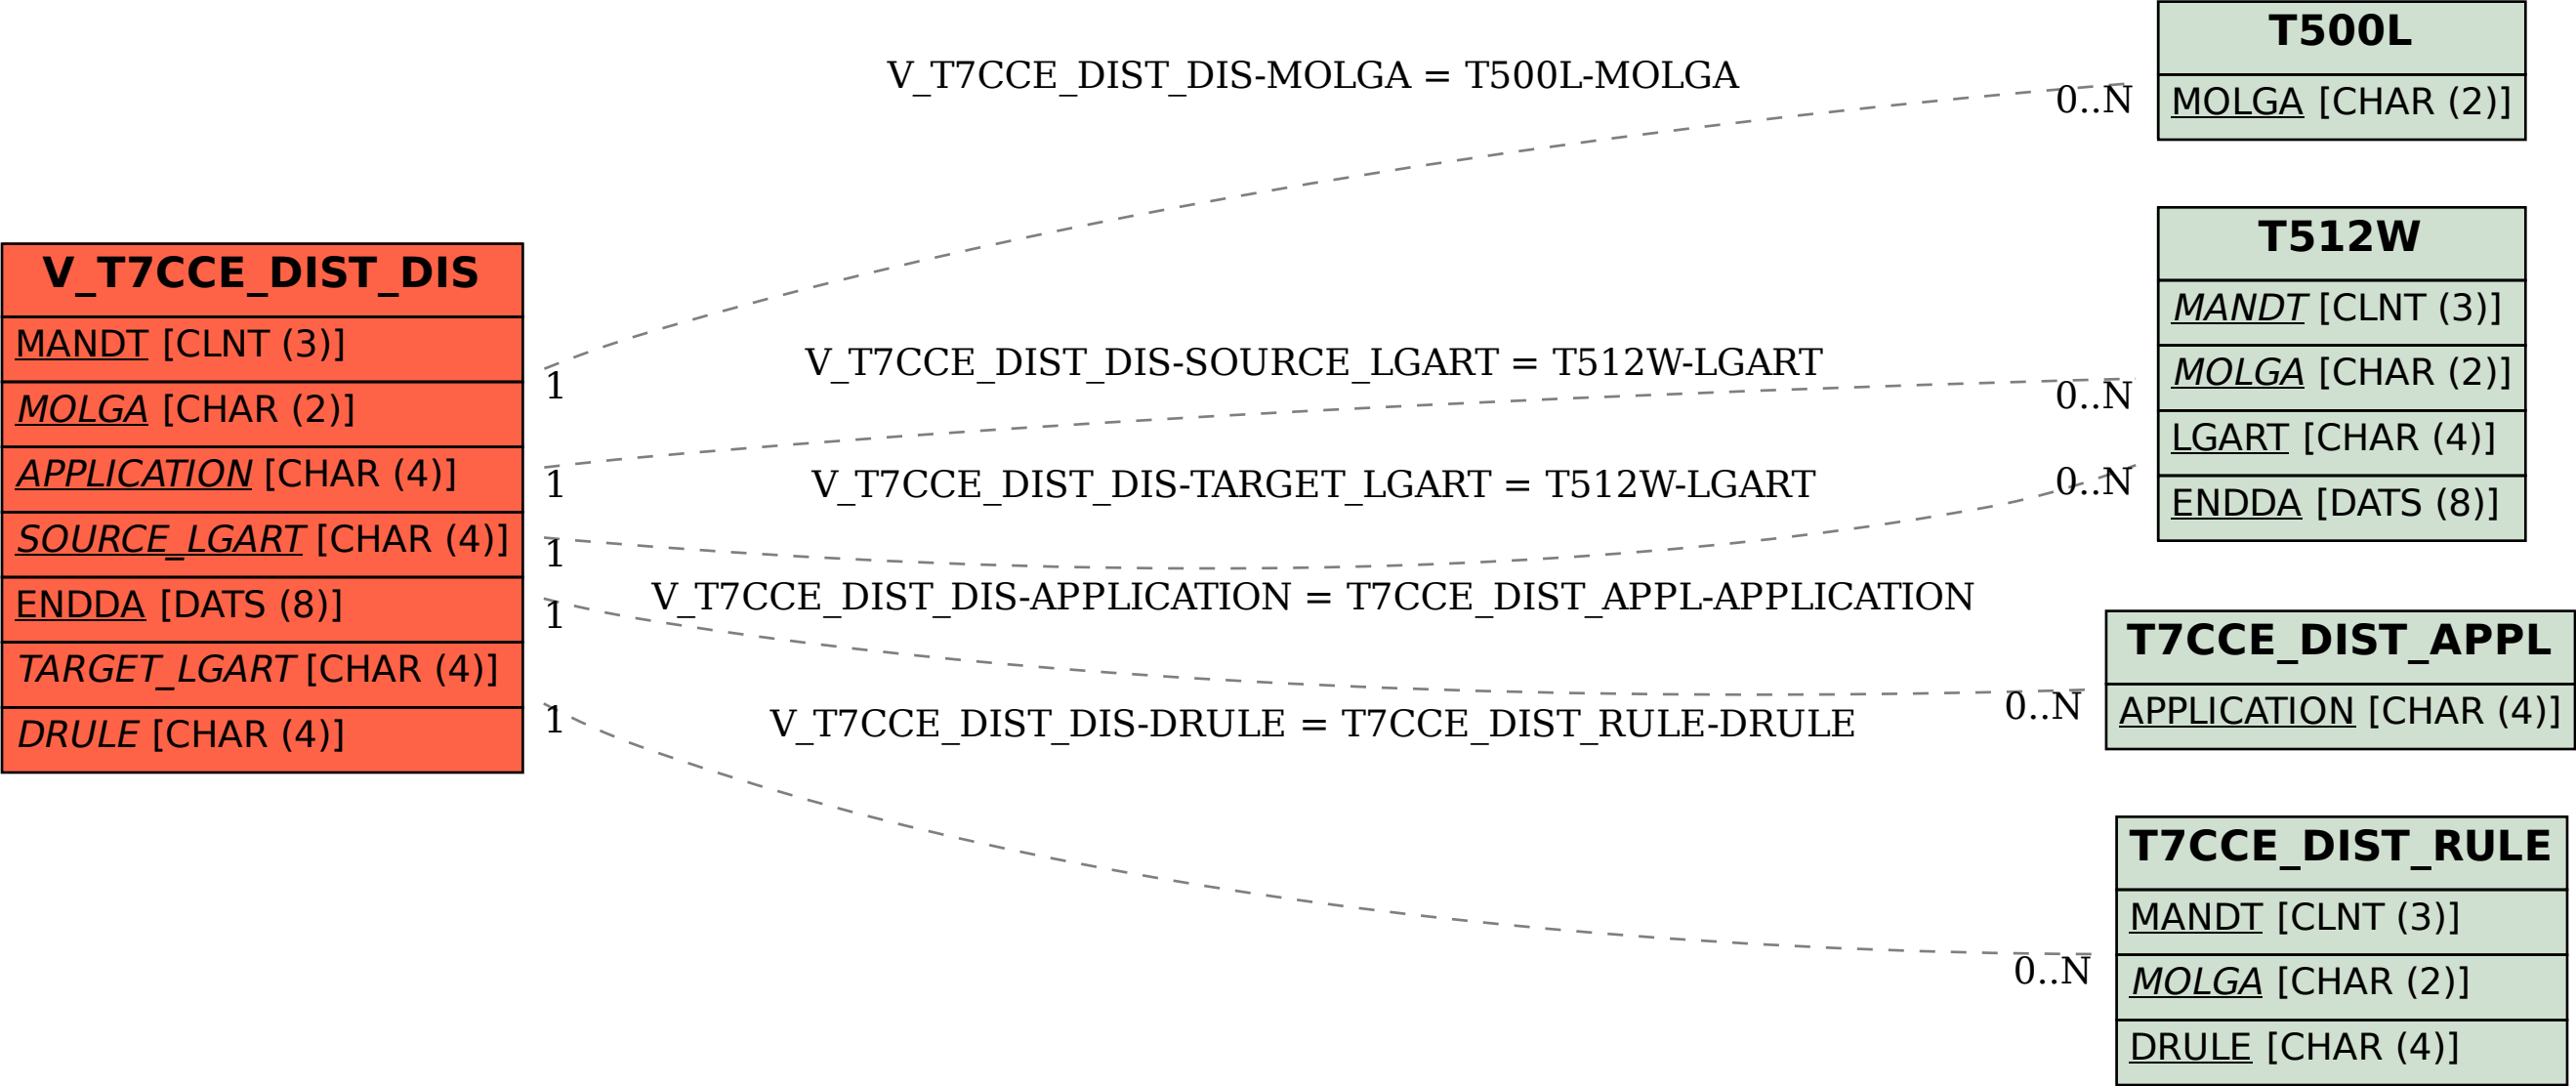 V_T7CCE_DIST_DIS
MANDT [CLNT (3)]
MOLGA [CHAR (2)]
APPLICATION [CHAR (4)]
SOURCE_LGART [CHAR (4)]
ENDDA [DATS (8)]
TARGET_LGART [CHAR (4)]
DRULE [CHAR (4)]
V_T7CCE_DIST_DIS-MOLGA = T500L-MOLGA
1
0..N
V_T7CCE_DIST_DIS-SOURCE_LGART = T512W-LGART
1
0..N
V_T7CCE_DIST_DIS-TARGET_LGART = T512W-LGART
1
0..N
V_T7CCE_DIST_DIS-APPLICATION = T7CCE_DIST_APPL-APPLICATION
1
0..N
V_T7CCE_DIST_DIS-DRULE = T7CCE_DIST_RULE-DRULE
1
0..N
T500L
MOLGA [CHAR (2)]
T512W
MANDT [CLNT (3)]
MOLGA [CHAR (2)]
LGART [CHAR (4)]
ENDDA [DATS (8)]
T7CCE_DIST_APPL
APPLICATION [CHAR (4)]
T7CCE_DIST_RULE
MANDT [CLNT (3)]
MOLGA [CHAR (2)]
DRULE [CHAR (4)]